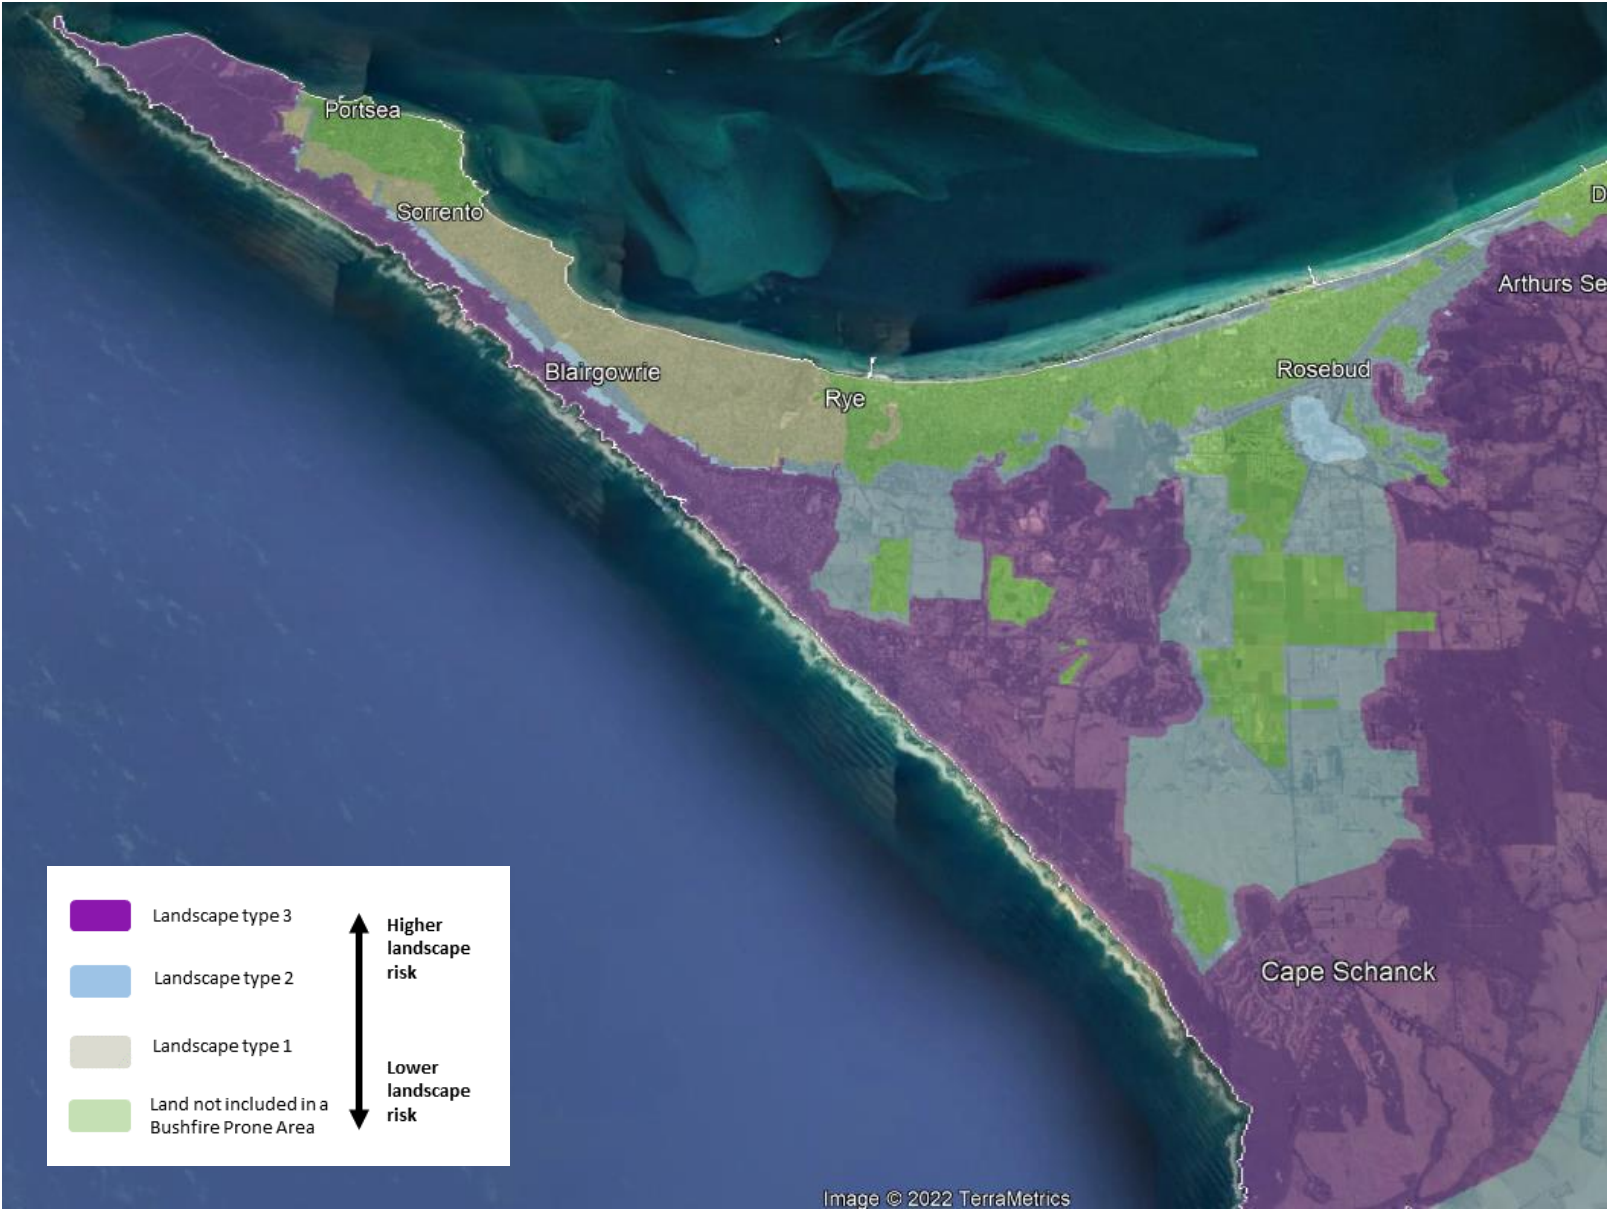 Portsea
D
Sorrento
Arthurs Se
Blairgowrie
Rosebud
Rye
Cape Schanck
Landscape type 3
Landscape type 2
Landscape type 1
Land not included in a
Bushfire Prone Area
Higher
landscape
risk
Lower
landscape
risk
Image © 2022 TerraMetrics